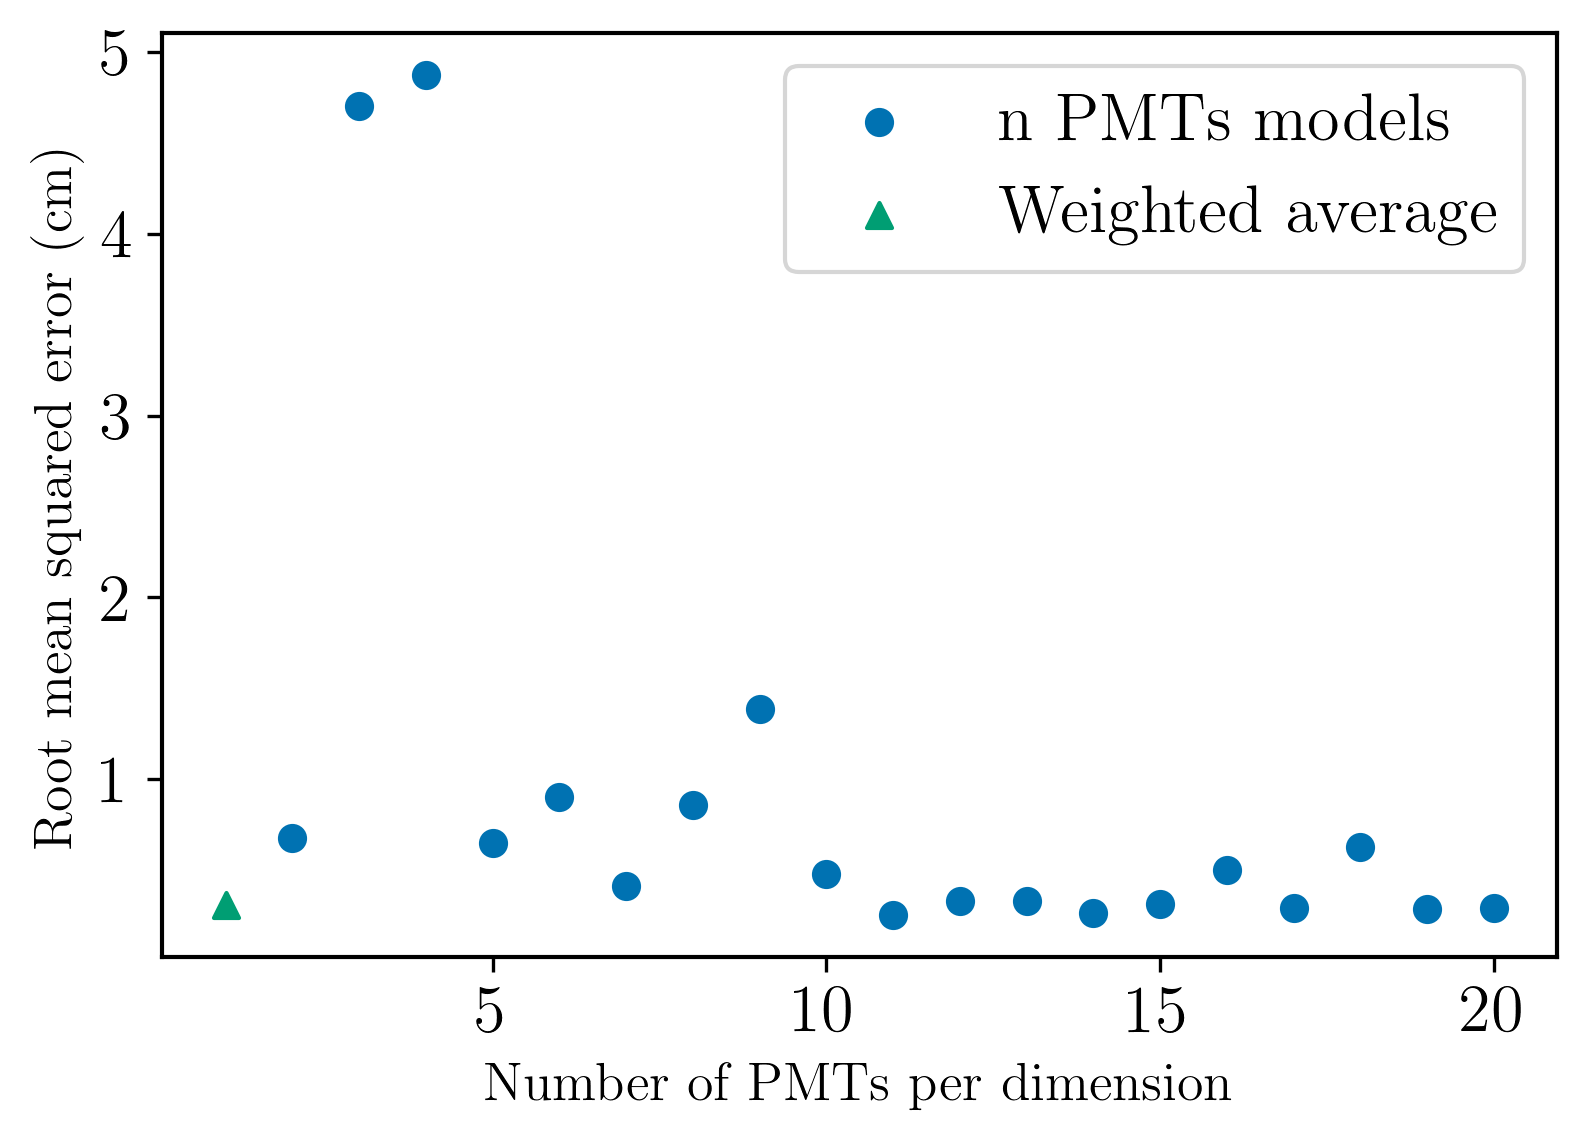 5
4
3
2
1
Root mean squared error (cm)
n PMTs models
Weighted average
5
10
15
20
Number of PMTs per dimension